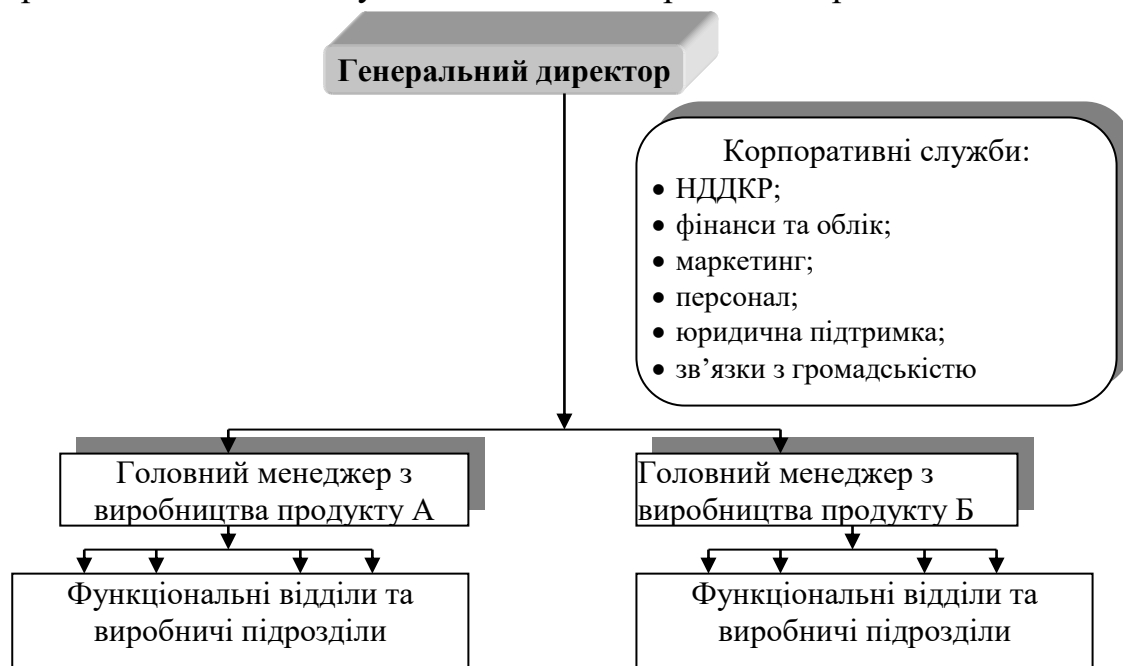 Генеральний директор
Корпоративні служби:
• НДДКР;
• фінанси та облік;
• маркетинг;
• персонал;
• юридична підтримка;
• зв’язки з громадськістю
Головний менеджер з
виробництва продукту А
Головний менеджер з
виробництва продукту Б
Функціональні відділи та
виробничі підрозділи
Функціональні відділи та
виробничі підрозділи